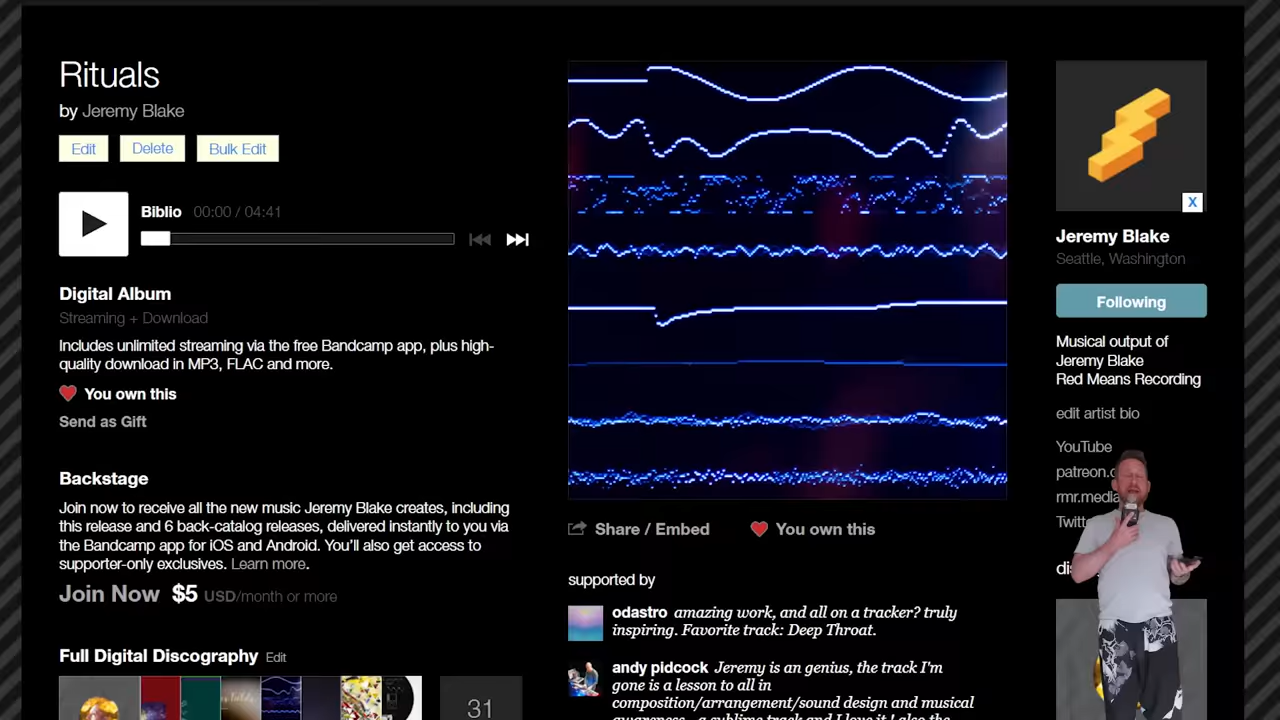 Rituals
by Jeremy Blake
Edit Delete Bulk Edit
Biblio 00:00 / 04:41
Digital Album
Streaming + Download
Includes unlimited streaming via the free Bandcamp app, plus high-
quality download in MP3, FLAC and more.
You own this
Send as Gift
Backstage
Join now to receive all the new music Jeremy Blake creates, including
this release and 6 back-catalog releases, delivered instantly to you via
the Bandcamp app for iOS and Android. You’ll also get access to
supporter-only exclusives. Learn more.
Join Now $5 USD/month or more
Full Digital Discography Edit
31
Share / Embed You own this
supported by
odastro amazing work, and all on a tracker? truly
inspiring. Favorite track: Deep Throat.
andy pidcock Jeremy is an genius, the track I'm
gone is a lesson to all in
composition/arrangement/sound design and musical
X
Jeremy Blake
Seattle, Washington
Following
Musical output of
Jeremy Blake
Red Means Recording
edit artist bio
YouTube
patreon.c
rmr.media
Twitt